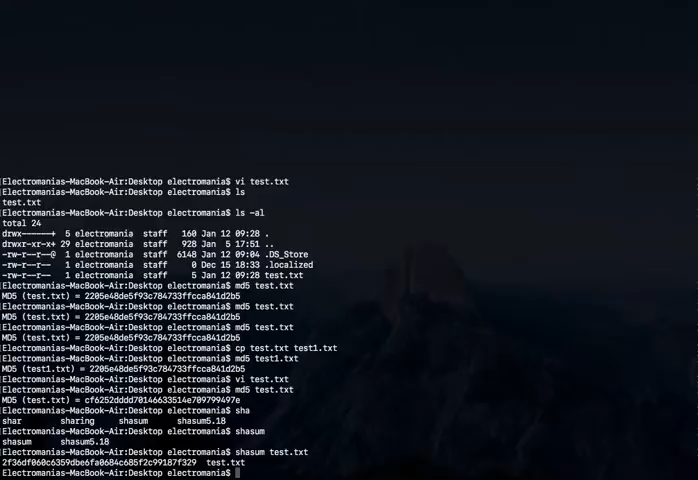 [Electromanias-MacBook-Air:Desktop electromania$ vi test.txt
[Electromanias-MacBook-Air:Desktop electromania$ ls
test.txt
[Electromanias-MacBook-Air:Desktop electromania$ ls -al
total 24
drwx------+ 5 electromania staff 160 Jan 12 09:28 .
drwxr-xr-x+ 29 electromania staff 928 Jan 5 17:51 ..
-rw-r--r--@ 1 electromania staff 6148 Jan 12 09:04 .DS_Store
-rw-r--r-- 1 electromania staff 0 Dec 15 18:33 .localized
-rw-r--r-- 1 electromania staff 5 Jan 12 09:28 test.txt
[Electromanias-MacBook-Air:Desktop electromania$ md5 test.txt
MD5 (test.txt) = 2205e48de5f93c784733ffcca841d2b5
[Electromanias-MacBook-Air:Desktop electromania$ md5 test.txt
MD5 (test.txt) = 2205e48de5f93c784733ffcca841d2b5
[Electromanias-MacBook-Air:Desktop electromania$ md5 test.txt
MD5 (test.txt) = 2205e48de5f93c784733ffcca841d2b5
[Electromanias-MacBook-Air:Desktop electromania$ cp test.txt test1.txt
[Electromanias-MacBook-Air:Desktop electromania$ md5 test1.txt
MD5 (test1.txt) = 2205e48de5f93c784733ffcca841d2b5
[Electromanias-MacBook-Air:Desktop electromania$ vi test.txt
[Electromanias-MacBook-Air:Desktop electromania$ md5 test.txt
MD5 (test.txt) = cf6252dddd70146633514e709799497e
[Electromanias-MacBook-Air:Desktop electromania$ sha
shar sharing shasum shasum5.18
[Electromanias-MacBook-Air:Desktop electromania$ shasum
shasum shasum5.18
[Electromanias-MacBook-Air:Desktop electromania$ shasum test.txt
2f36df060c6359dbe6fa0684c685f2c99187f329 test.txt
Electromanias-MacBook-Air:Desktop electromania$